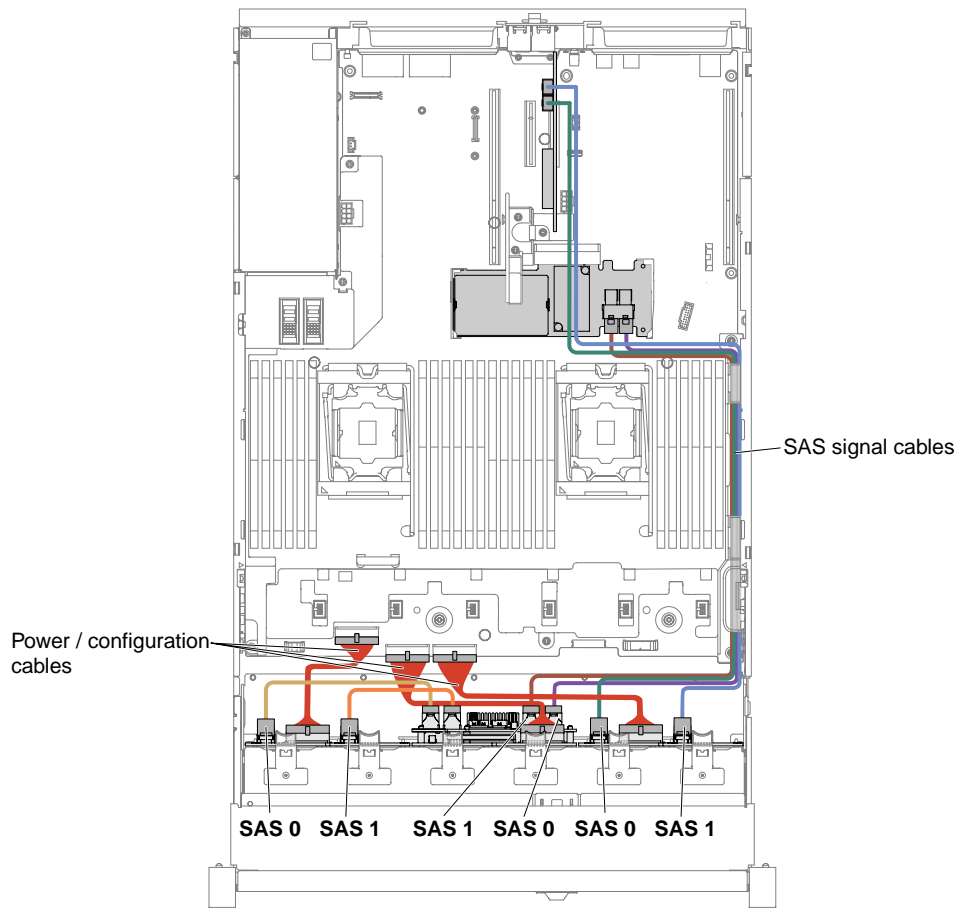 SAS signal cables
Power / configuration
cables
SAS 0 SAS 1 SAS 1 SAS 0 SAS 0 SAS 1